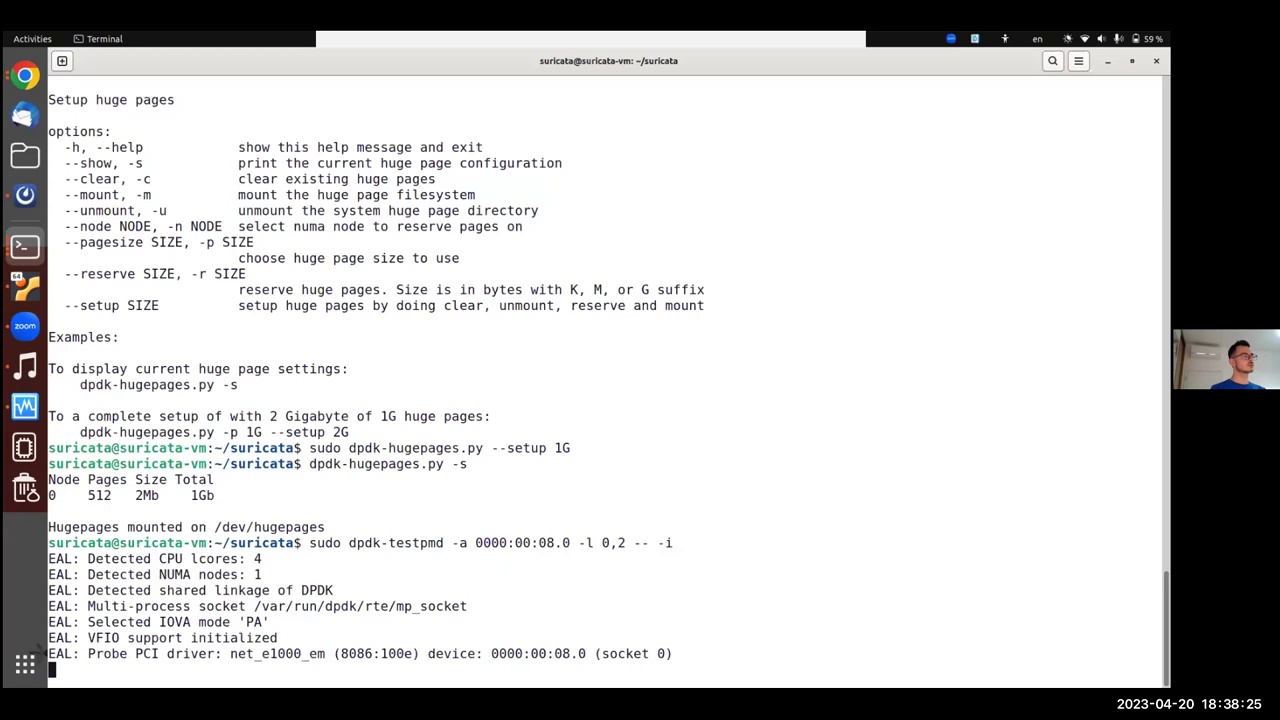 Activities Terminal en 59 %
suricata@suricata-vm: ~/suricata
Setup huge pages
options:
-h, --help show this help message and exit
--show, -s print the current huge page configuration
--clear, -c clear existing huge pages
--mount, -m mount the huge page filesystem
--unmount, -u unmount the system huge page directory
--node NODE, -n NODE select numa node to reserve pages on
--pagesize SIZE, -p SIZE
choose huge page size to use
--reserve SIZE, -r SIZE
reserve huge pages. Size is in bytes with K, M, or G suffix
--setup SIZE setup huge pages by doing clear, unmount, reserve and mount
Examples:
To display current huge page settings:
dpdk-hugepages.py -s
To a complete setup of with 2 Gigabyte of 1G huge pages:
dpdk-hugepages.py -p 1G --setup 2G
suricata@suricata-vm:~/suricata$ sudo dpdk-hugepages.py --setup 1G
suricata@suricata-vm:~/suricata$ dpdk-hugepages.py -s
Node Pages Size Total
0 512 2Mb 1Gb
Hugepages mounted on /dev/hugepages
suricata@suricata-vm:~/suricata$ sudo dpdk-testpmd -a 0000:00:08.0 -l 0,2 -- -i
EAL: Detected CPU lcores: 4
EAL: Detected NUMA nodes: 1
EAL: Detected shared linkage of DPDK
EAL: Multi-process socket /var/run/dpdk/rte/mp_socket
EAL: Selected IOVA mode 'PA'
EAL: VFIO support initialized
EAL: Probe PCI driver: net_e1000_em (8086:100e) device: 0000:00:08.0 (socket 0)
64
zoom
2023-04-20 18:38:25